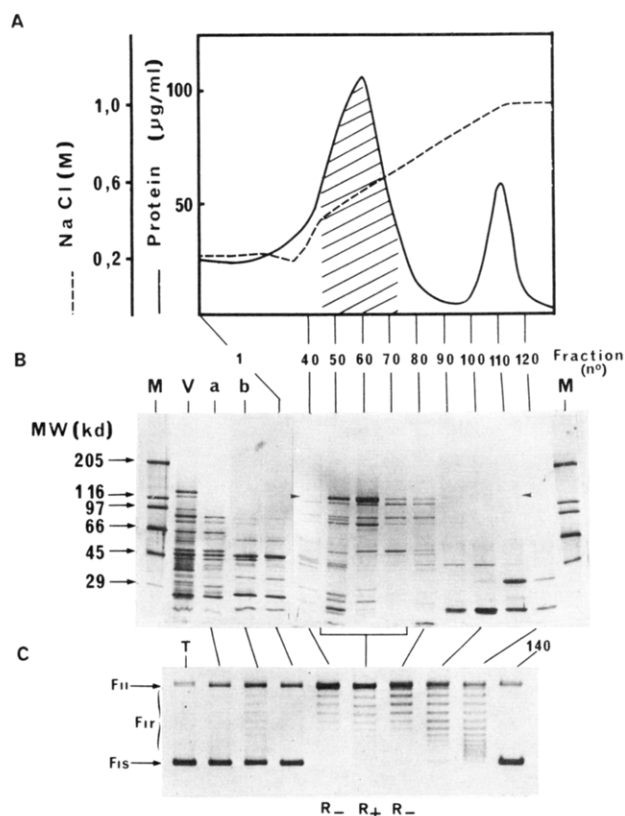 A
NaCl (M)
1,0
0,6
0,2
Protein (µg/ml)
100
50
B
1 40 50 60 70 80 90 100 110 120 Fraction (nº)
M V a b M
MW (kd)
205
116
97
66
45
29
C
T 140
FII
FIr
FIs
R− R+ R−